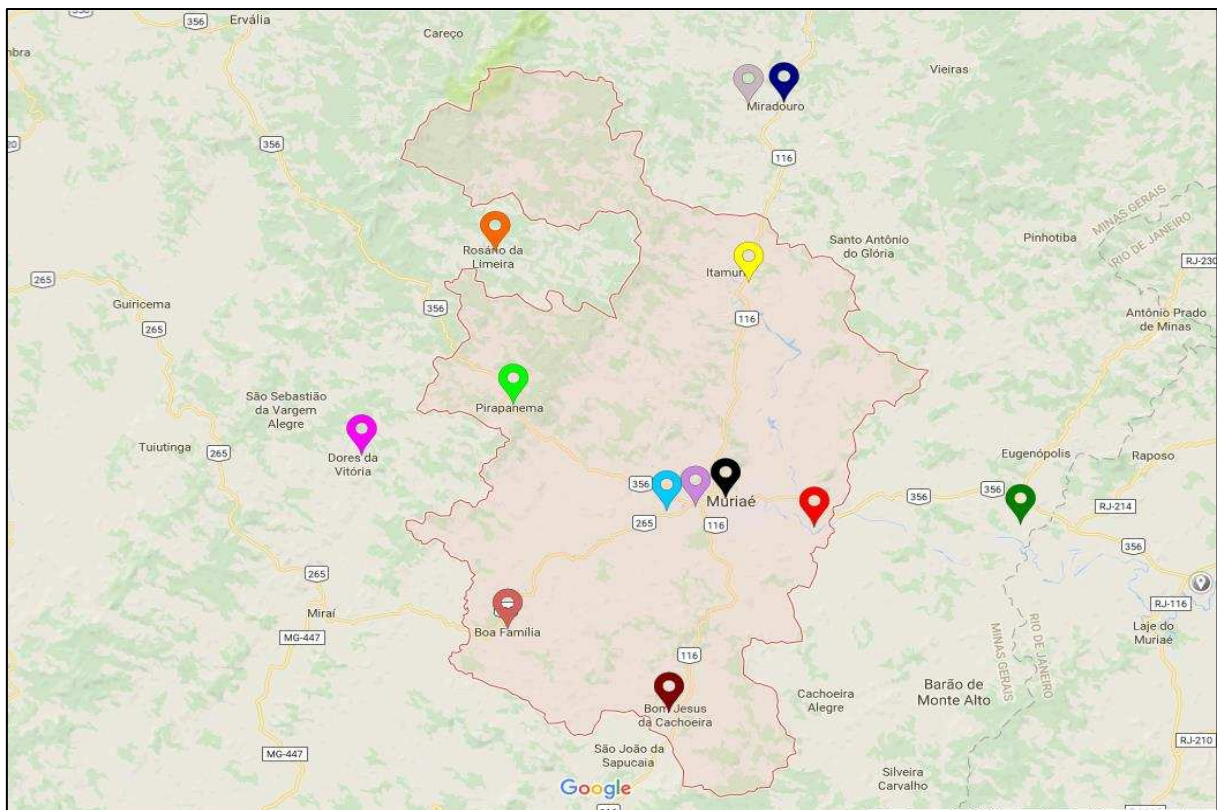 356
Ervália
Careço
Vieiras
Miradouro
116
356
20
Rosário da
Limeira
Santo Antônio
do Glória
Itamuri
Pinhotiba
MINAS GERAIS
RIO DE JANEIRO
RJ-230
265
Guiricema
356
265
116
Antônio Prado
de Minas
São Sebastião
da Vargem
Alegre
Pirapanema
Tuiutinga
265
Dores da
Vitória
Eugenópolis
Raposo
356
Muriaé
265
116
356
356
RJ-214
356
265
Miraí
MG-447
Boa Família
RJ-116
Laje do
Muriaé
116
MINAS GERAIS
RIO DE JANEIRO
Bom Jesus
da Cachoeira
Cachoeira
Alegre
Barão de
Monte Alto
São João da
Sapucaia
MG-447
RJ-210
Silveira
Carvalho
Google